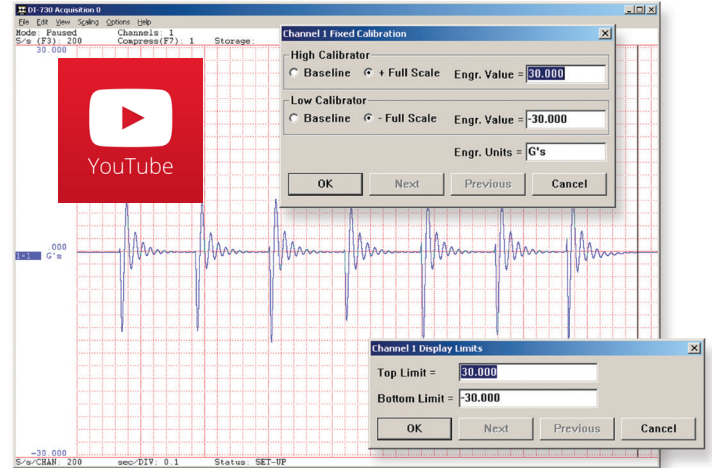 DI-730 Acquisition 0
File Edit View Scaling Options Help
Mode: Paused Channels: 1
S/s (F3): 200 Compress(F7): 1 Storage:
30.000
YouTube
Channel 1 Fixed Calibration
High Calibrator
Baseline + Full Scale Engr. Value = 30.000
Low Calibrator
Baseline - Full Scale Engr. Value = -30.000
Engr. Units = G's
OK Next Previous Cancel
.000
1-1 G's
Channel 1 Display Limits
Top Limit = 30.000
Bottom Limit = -30.000
OK Next Previous Cancel
-30.000
S/s/CHAN: 200 sec/DIV: 0.1 Status: SET-UP